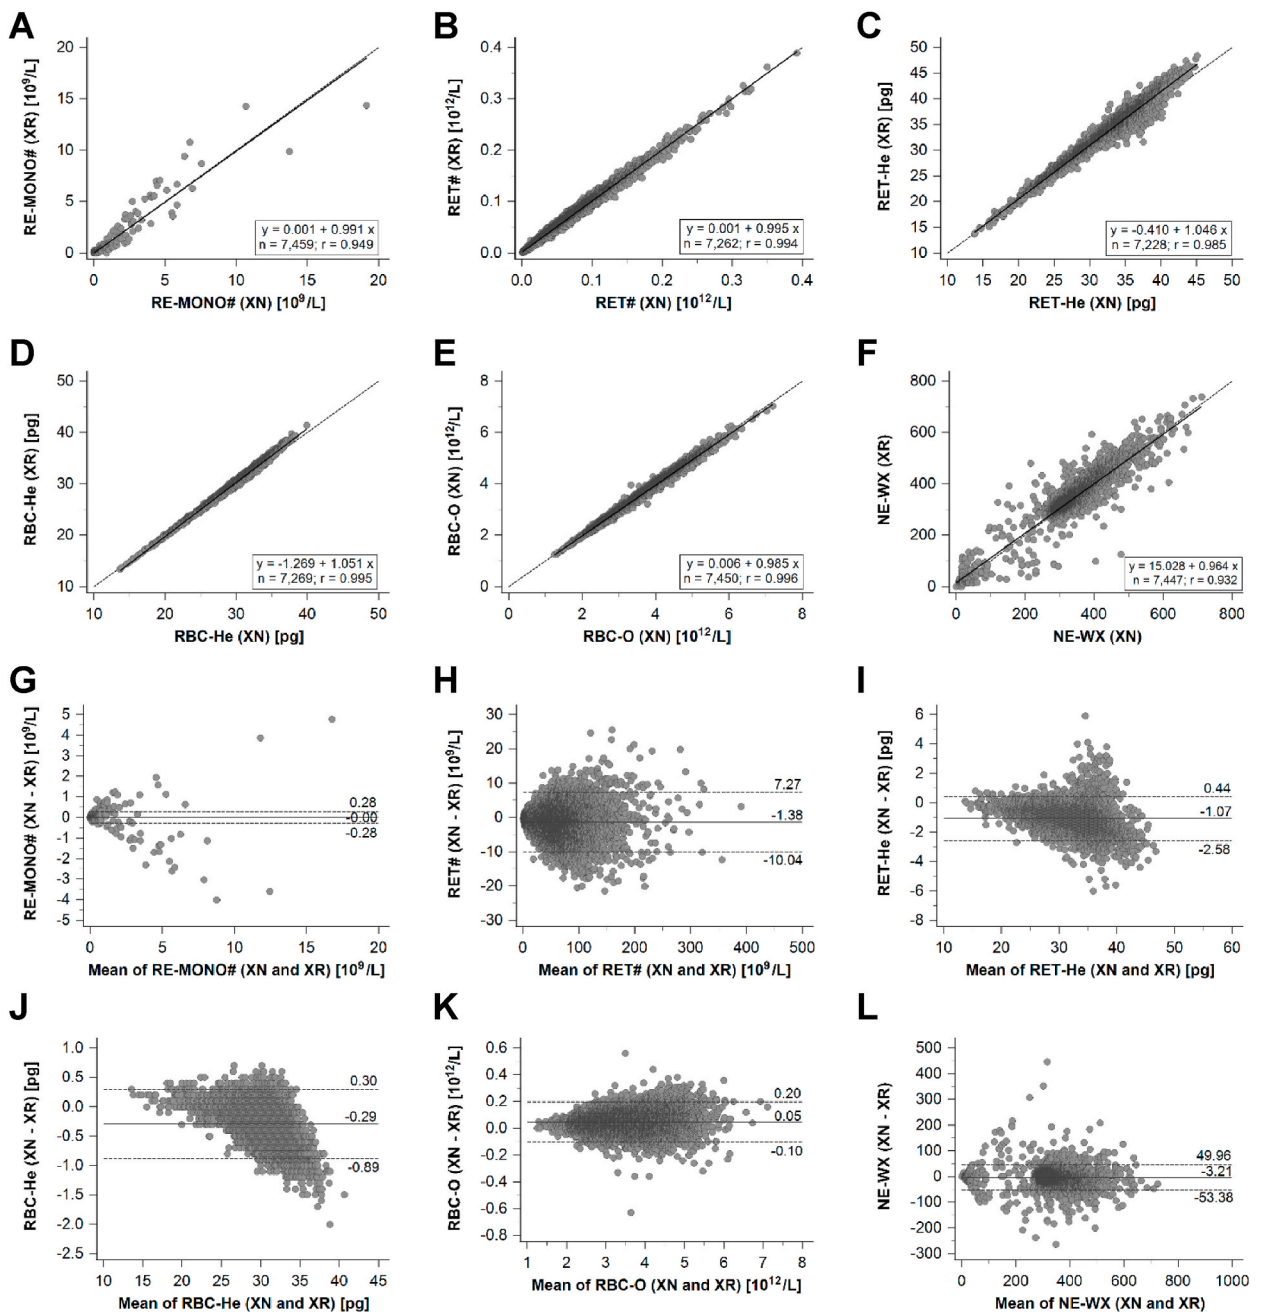 A
RE-MONO# (XR) [10⁹/L]
20
15
10
5
0
y = 0.001 + 0.991 x
n = 7,459; r = 0.949
0 5 10 15 20
RE-MONO# (XN) [10⁹/L]
B
RET# (XR) [10¹²/L]
0.4
0.3
0.2
0.1
0.0
y = 0.001 + 0.995 x
n = 7,262; r = 0.994
0.0 0.1 0.2 0.3 0.4
RET# (XN) [10¹²/L]
C
RET-He (XR) [pg]
50
45
40
35
30
25
20
15
10
y = -0.410 + 1.046 x
n = 7,228; r = 0.985
10 15 20 25 30 35 40 45 50
RET-He (XN) [pg]
D
RBC-He (XR) [pg]
50
40
30
20
10
y = -1.269 + 1.051 x
n = 7,269; r = 0.995
10 20 30 40 50
RBC-He (XN) [pg]
E
RBC-O (XN) [10¹²/L]
8
6
4
2
0
y = 0.006 + 0.985 x
n = 7,450; r = 0.996
0 2 4 6 8
RBC-O (XN) [10¹²/L]
F
NE-WX (XR)
800
600
400
200
0
y = 15.028 + 0.964 x
n = 7,447; r = 0.932
0 200 400 600 800
NE-WX (XN)
G
RE-MONO# (XN - XR) [10⁹/L]
5
4
3
2
1
0
-1
-2
-3
-4
-5
0.28
-0.00
-0.28
0 5 10 15 20
Mean of RE-MONO# (XN and XR) [10⁹/L]
H
RET# (XN - XR) [10⁹/L]
30
20
10
0
-10
-20
-30
7.27
-1.38
-10.04
0 100 200 300 400 500
Mean of RET# (XN and XR) [10⁹/L]
I
RET-He (XN - XR) [pg]
6
4
2
0
-2
-4
-6
-8
0.44
-1.07
-2.58
10 20 30 40 50 60
Mean of RET-He (XN and XR) [pg]
J
RBC-He (XN - XR) [pg]
1.0
0.5
0.0
-0.5
-1.0
-1.5
-2.0
-2.5
0.30
-0.29
-0.89
10 15 20 25 30 35 40 45
Mean of RBC-He (XN and XR) [pg]
K
RBC-O (XN - XR) [10¹²/L]
0.6
0.4
0.2
0.0
-0.2
-0.4
-0.6
-0.8
0.20
0.05
-0.10
1 2 3 4 5 6 7 8
Mean of RBC-O (XN and XR) [10¹²/L]
L
NE-WX (XN - XR)
500
400
300
200
100
0
-100
-200
-300
49.96
-3.21
-53.38
0 200 400 600 800 1000
Mean of NE-WX (XN and XR)